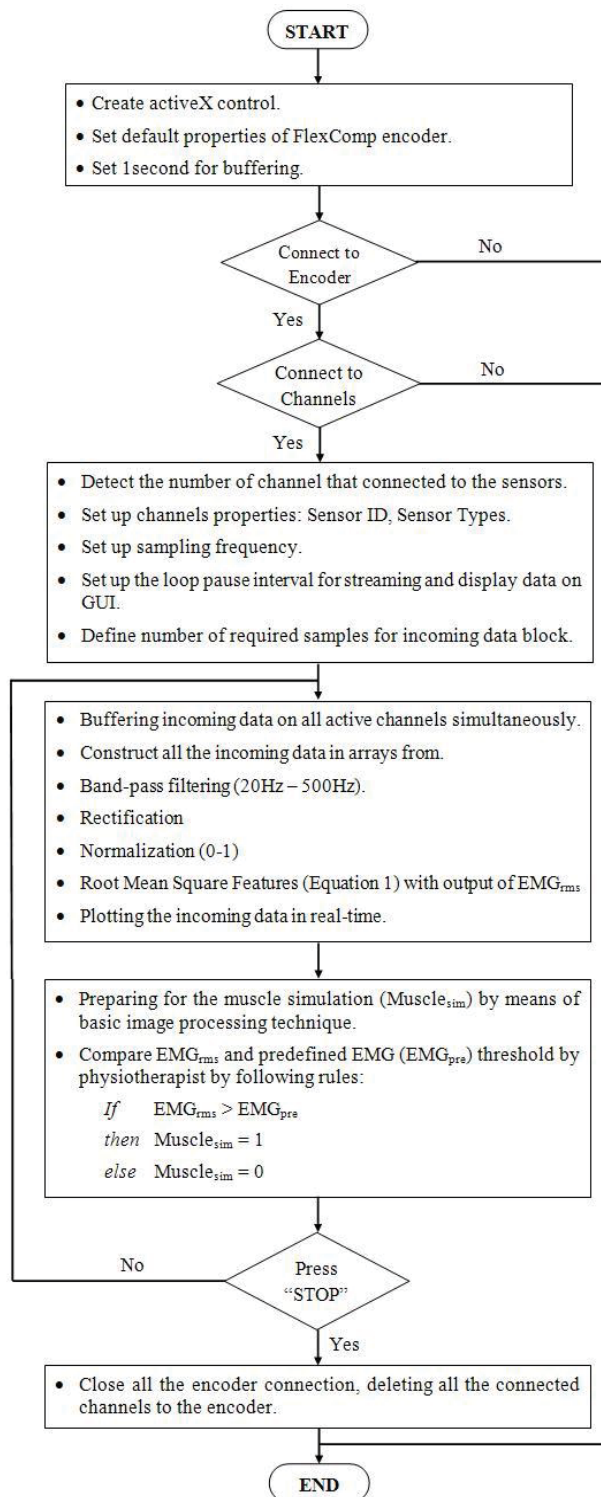 START
• Create activeX control.
• Set default properties of FlexComp encoder.
• Set 1second for buffering.
Connect to
Encoder
No
Yes
Connect to
Channels
No
Yes
• Detect the number of channel that connected to the sensors.
• Set up channels properties: Sensor ID, Sensor Types.
• Set up sampling frequency.
• Set up the loop pause interval for streaming and display data on
GUI.
• Define number of required samples for incoming data block.
• Buffering incoming data on all active channels simultaneously.
• Construct all the incoming data in arrays from.
• Band-pass filtering (20Hz – 500Hz).
• Rectification
• Normalization (0-1)
• Root Mean Square Features (Equation 1) with output of EMGrms
• Plotting the incoming data in real-time.
• Preparing for the muscle simulation (Musclesim) by means of
basic image processing technique.
• Compare EMGrms and predefined EMG (EMGpre) threshold by
physiotherapist by following rules:
If EMGrms > EMGpre
then Musclesim = 1
else Musclesim = 0
No
Press
“STOP”
Yes
• Close all the encoder connection, deleting all the connected
channels to the encoder.
END